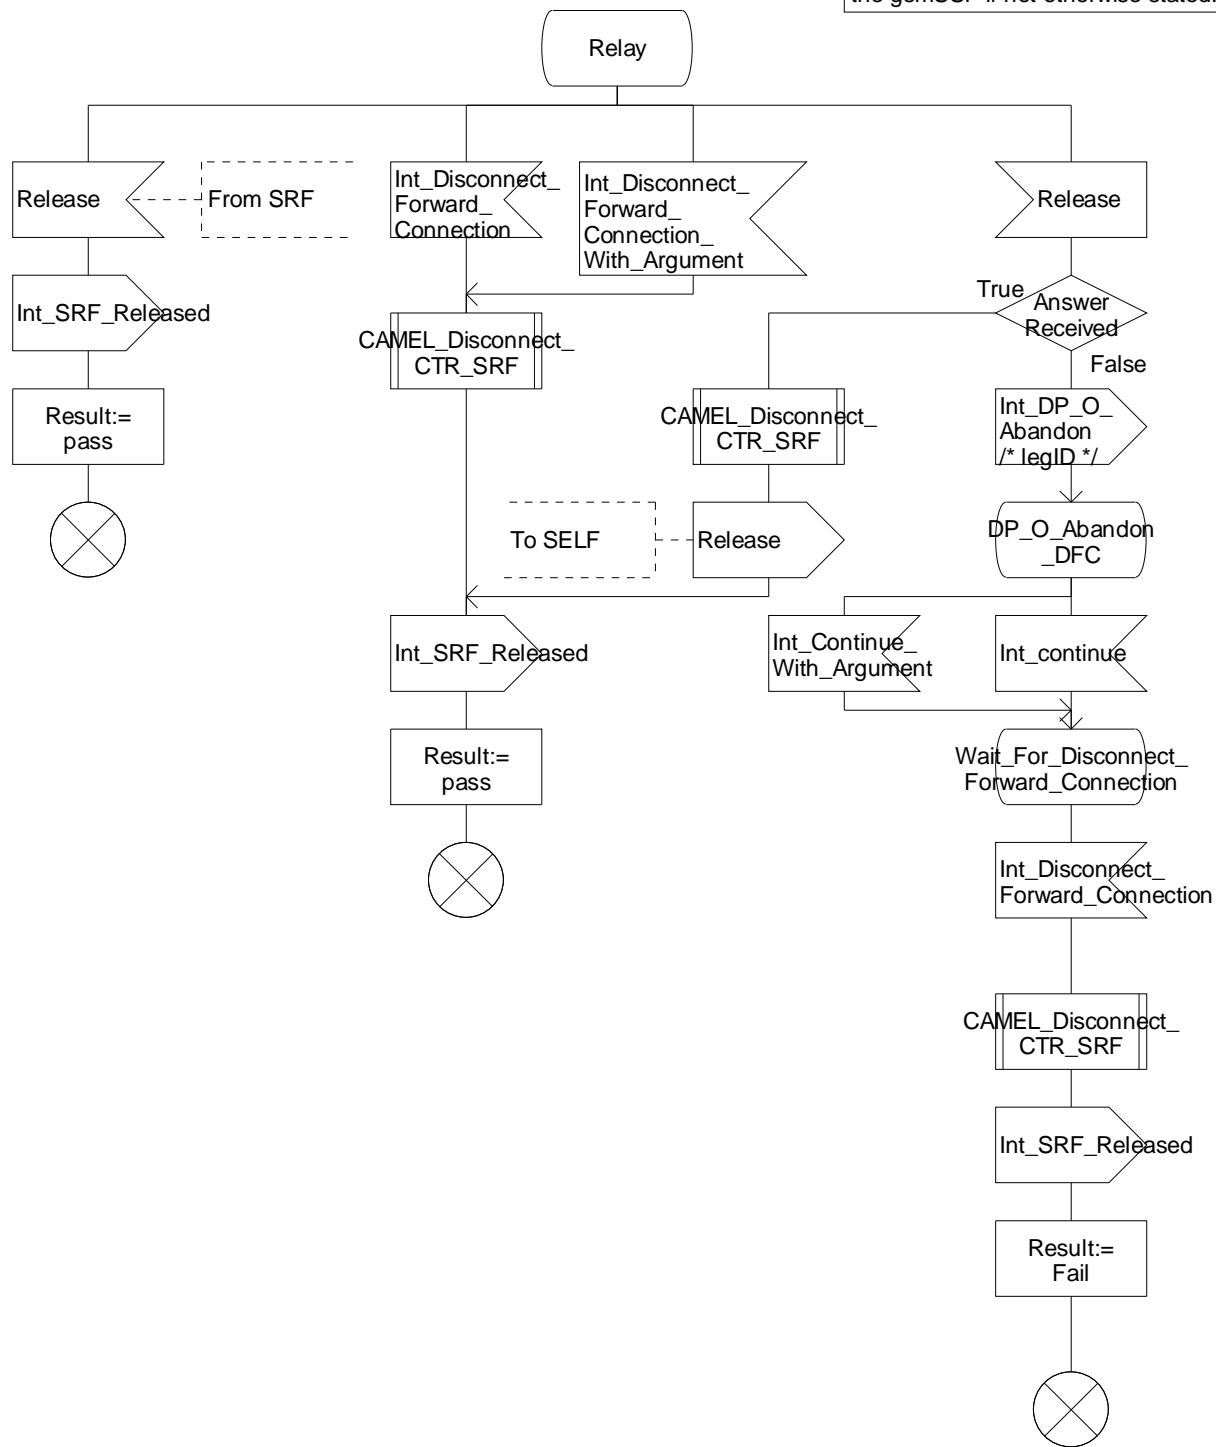 the gsmSSF if not otherwise stated.
Relay
Release
From SRF
Int_Disconnect_
Forward_
Connection
Int_Disconnect_
Forward_
Connection_
With_Argument
Release
Int_SRF_Released
True
Answer
Received
False
CAMEL_Disconnect_
CTR_SRF
Result:=
pass
CAMEL_Disconnect_
CTR_SRF
Int_DP_O_
Abandon
/* legID */
To SELF
Release
DP_O_Abandon
_DFC
Int_SRF_Released
Int_Continue_
With_Argument
Int_continue
Result:=
pass
Wait_For_Disconnect_
Forward_Connection
Int_Disconnect_
Forward_Connection
CAMEL_Disconnect_
CTR_SRF
Int_SRF_Released
Result:=
Fail